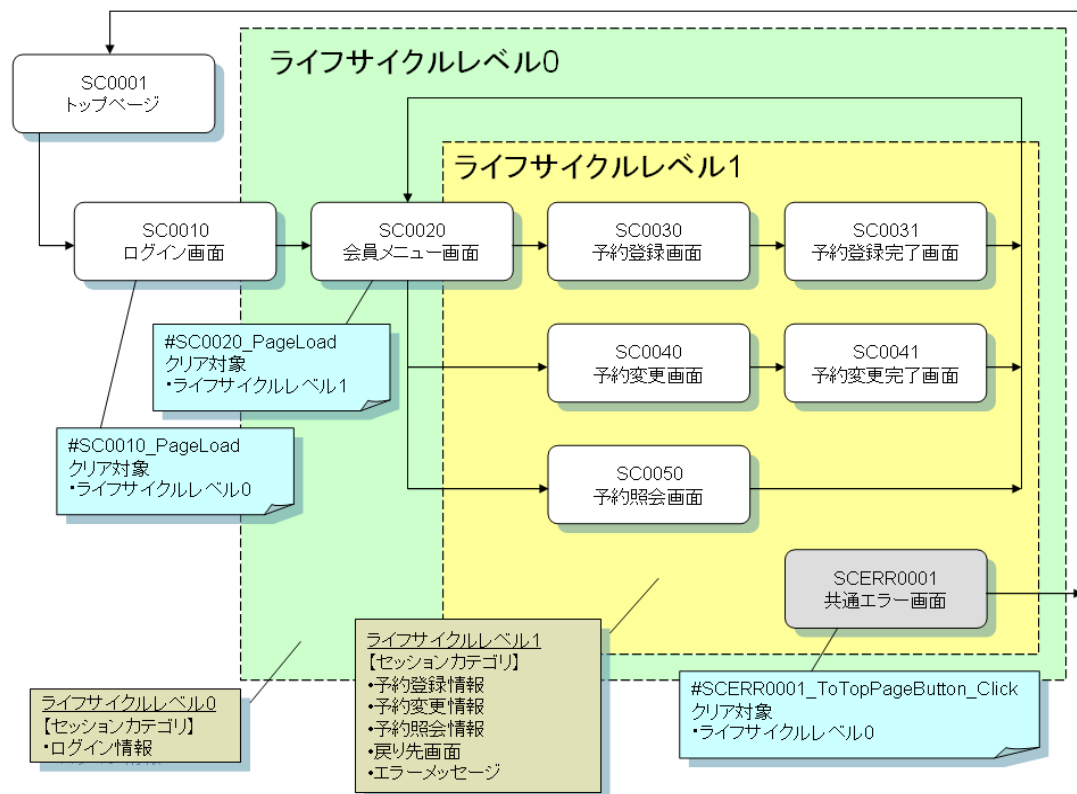 ライフサイクルレベル0
SC0001
トップページ
ライフサイクルレベル1
SC0010
ログイン画面
SC0020
会員メニュー画面
SC0030
予約登録画面
SC0031
予約登録完了画面
#SC0020_PageLoad
クリア対象
・ライフサイクルレベル1
SC0040
予約変更画面
SC0041
予約変更完了画面
#SC0010_PageLoad
クリア対象
・ライフサイクルレベル0
SC0050
予約照会画面
SCERR0001
共通エラー画面
ライフサイクルレベル1
【セッションカテゴリ】
・予約登録情報
・予約変更情報
・予約照会情報
・戻り先画面
・エラーメッセージ
ライフサイクルレベル0
【セッションカテゴリ】
・ログイン情報
#SCERR0001_ToTopPageButton_Click
クリア対象
・ライフサイクルレベル0